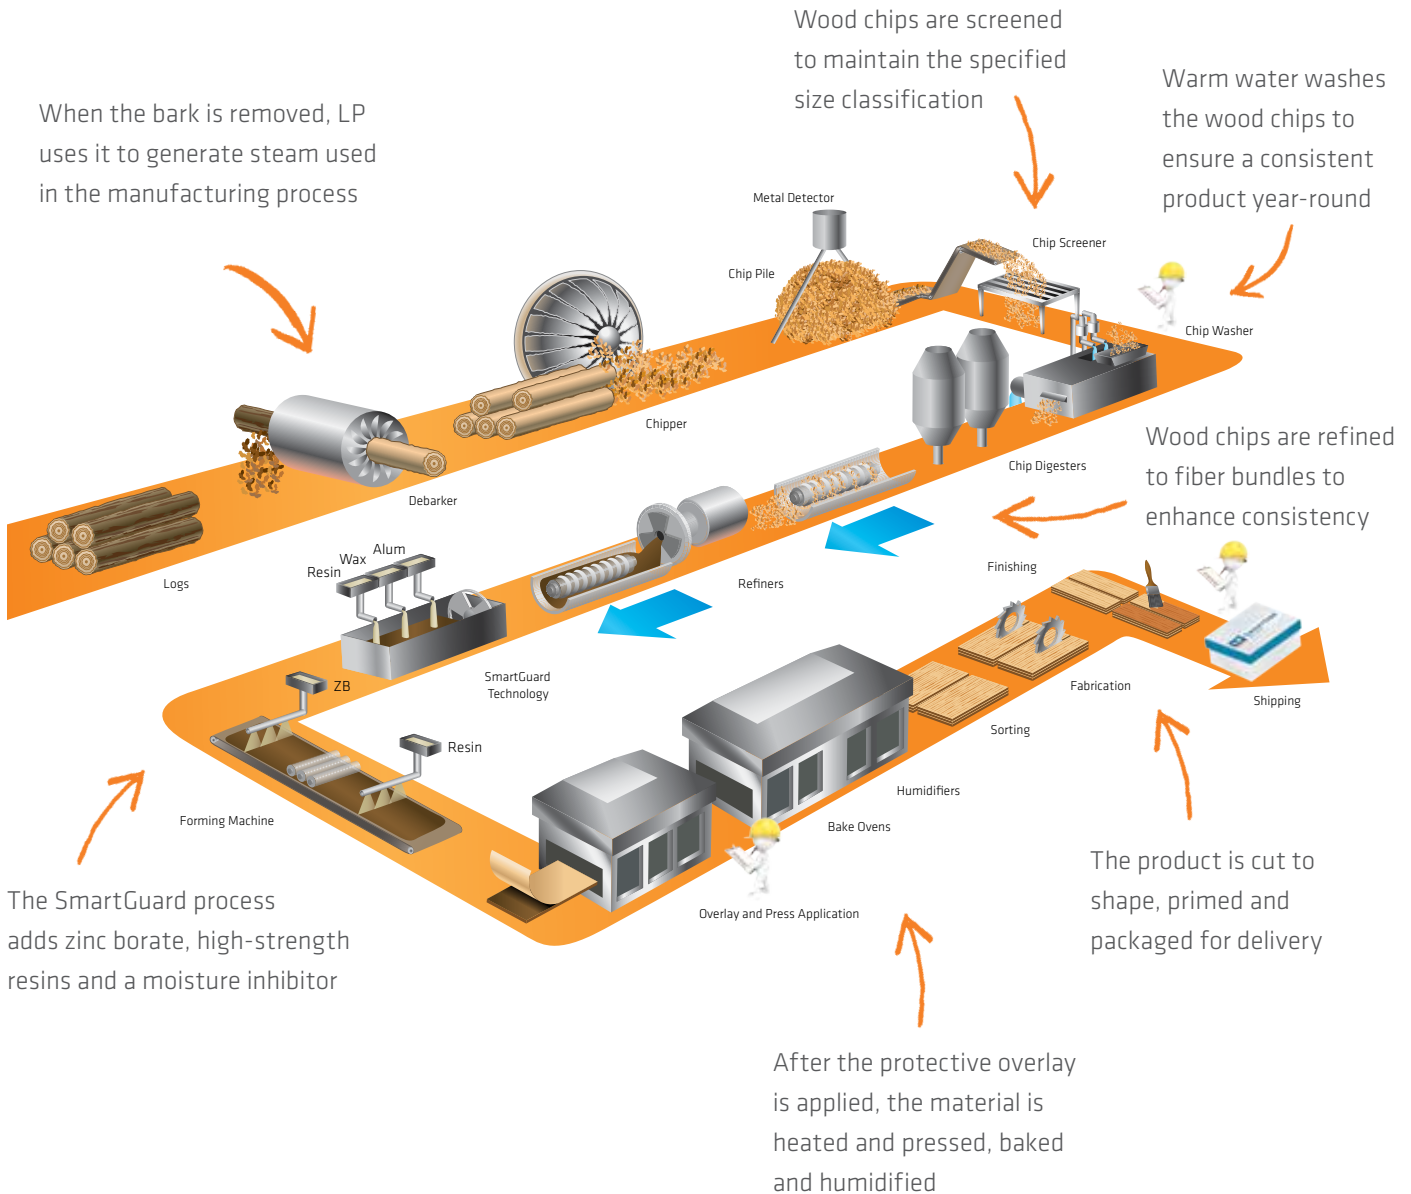 Wood chips are screened
to maintain the specified
size classification
Warm water washes
the wood chips to
ensure a consistent
product year-round
When the bark is removed, LP
uses it to generate steam used
in the manufacturing process
Metal Detector
Chip Screener
Chip Pile
Chip Washer
Chipper
Wood chips are refined
to fiber bundles to
enhance consistency
Chip Digesters
Debarker
Logs
Alum
Wax
Resin
Refiners
Finishing
SmartGuard
Technology
ZB
Fabrication
Shipping
Sorting
Resin
Humidifiers
Forming Machine
Bake Ovens
The product is cut to
shape, primed and
packaged for delivery
The SmartGuard process
adds zinc borate, high-strength
resins and a moisture inhibitor
Overlay and Press Application
After the protective overlay
is applied, the material is
heated and pressed, baked
and humidified